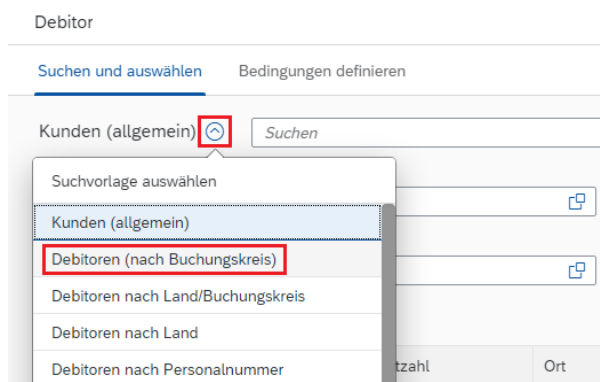 Debitor
Suchen und auswählen Bedingungen definieren
Kunden (allgemein) Suchen
Suchvorlage auswählen
Kunden (allgemein)
Debitoren (nach Buchungskreis)
Debitoren nach Land/Buchungskreis
Debitoren nach Land
Debitoren nach Personalnummer
tzahl Ort